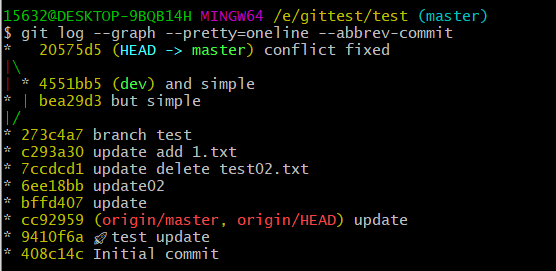 15632@DESKTOP-9BQB14H MINGW64 /e/gittest/test (master)
$ git log --graph --pretty=oneline --abbrev-commit
*   20575d5 (HEAD -> master) conflict fixed
|\
| * 4551bb5 (dev) and simple
* | bea29d3 but simple
|/
* 273c4a7 branch test
* c293a30 update add 1.txt
* 7ccdcd1 update delete test02.txt
* 6ee18bb update02
* bffd407 update
* cc92959 (origin/master, origin/HEAD) update
* 9410f6a 🚀test update
* 408c14c Initial commit